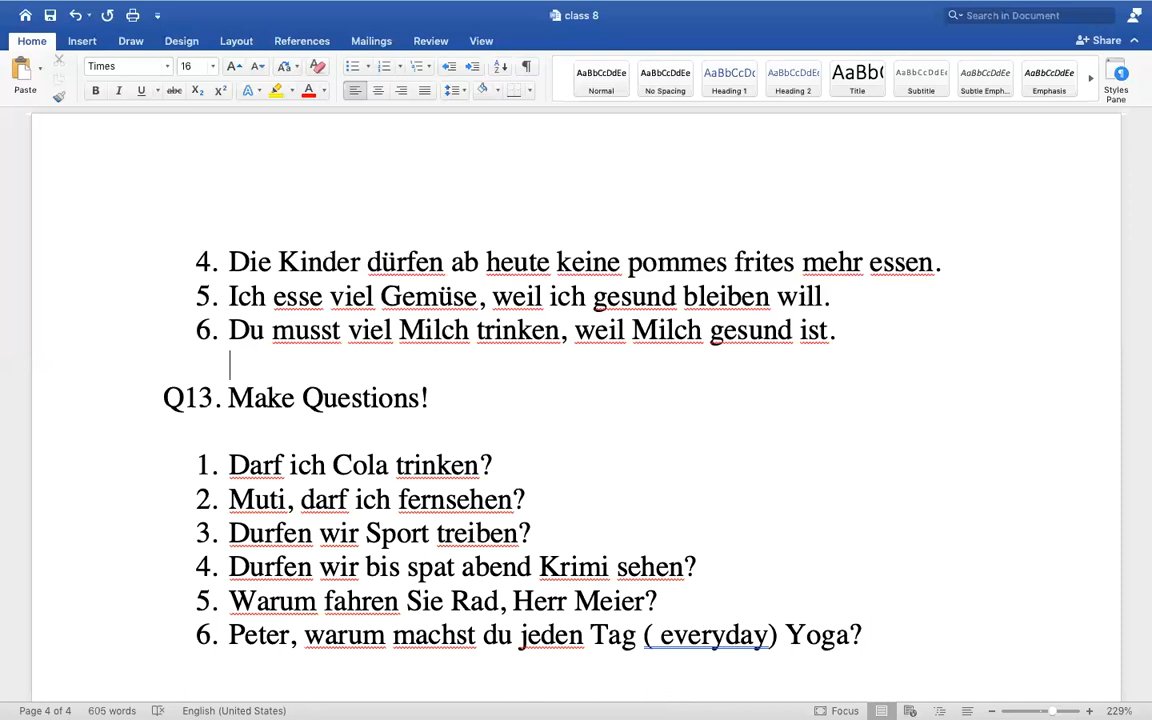 class 8
Search in Document
Home Insert Draw Design Layout References Mailings Review View Share
Times 16 AaBbCcDdEe AaBbCcDdEe AaBbCcDc AaBbCcDdEe AaBb( AaBbCcDdEe AaBbCcDdEe AaBbCcDdEe
Paste B I U abc X2 X2 A A Normal No Spacing Heading 1 Heading 2 Title Subtitle Subtle Emph... Emphasis Styles Pane
4. Die Kinder dürfen ab heute keine pommes frites mehr essen.
5. Ich esse viel Gemüse, weil ich gesund bleiben will.
6. Du musst viel Milch trinken, weil Milch gesund ist.
Q13. Make Questions!
1. Darf ich Cola trinken?
2. Muti, darf ich fernsehen?
3. Durfen wir Sport treiben?
4. Durfen wir bis spat abend Krimi sehen?
5. Warum fahren Sie Rad, Herr Meier?
6. Peter, warum machst du jeden Tag ( everyday) Yoga?
Page 4 of 4 605 words English (United States) Focus 229%